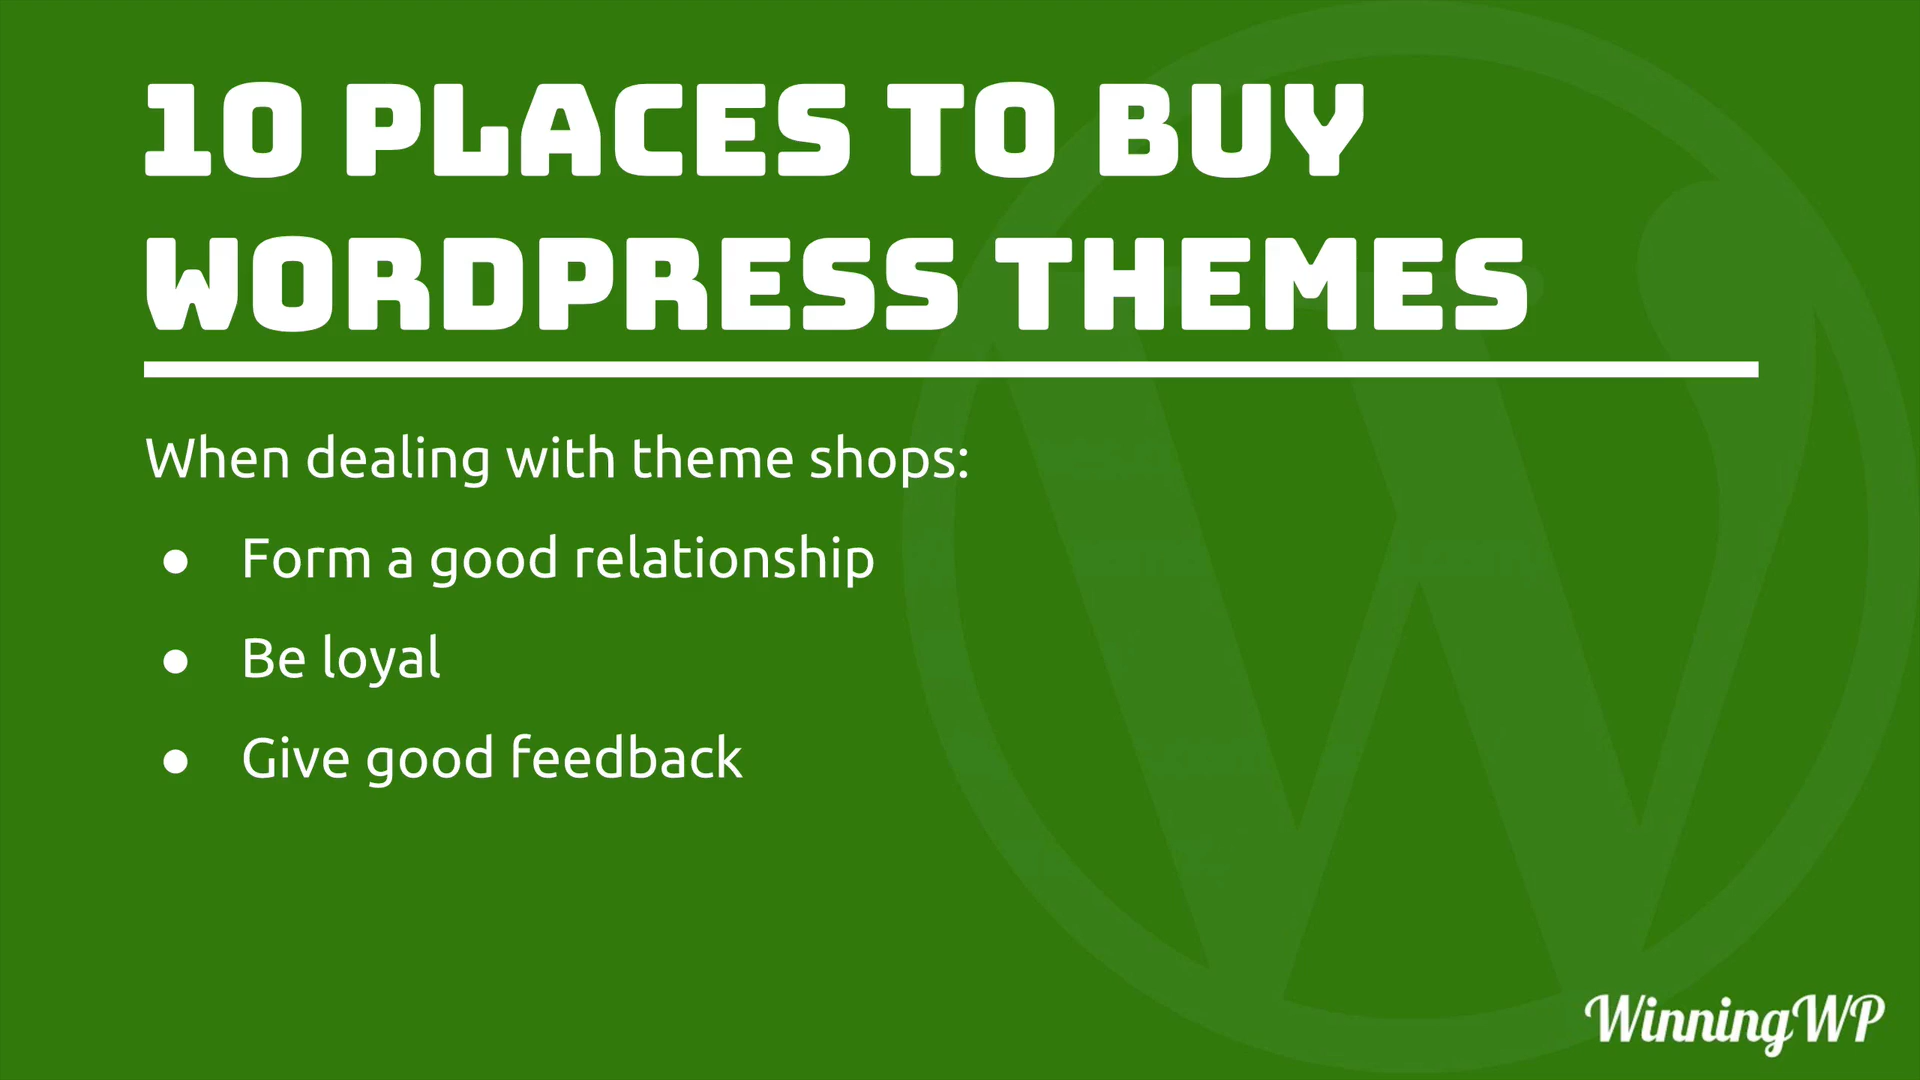 10 PLACES TO BUY
WORDPRESS THEMES
When dealing with theme shops:
● Form a good relationship
● Be loyal
● Give good feedback
WinningWP